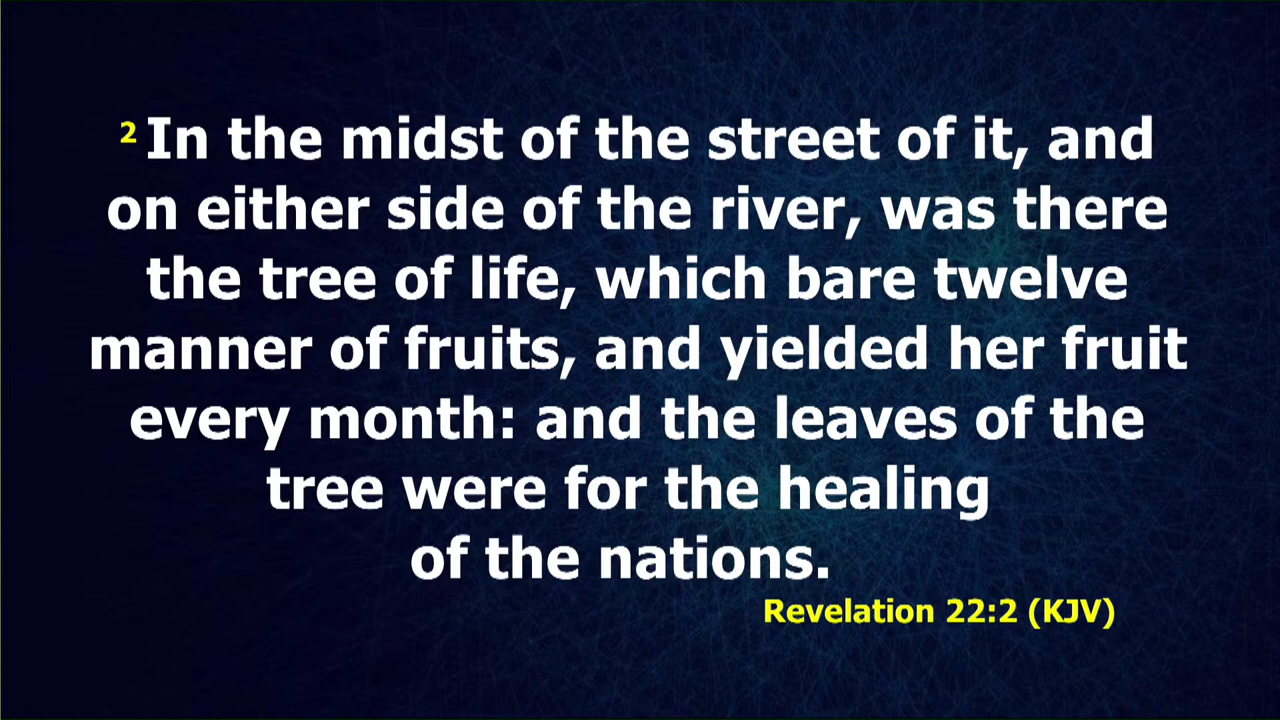 2 In the midst of the street of it, and
on either side of the river, was there
the tree of life, which bare twelve
manner of fruits, and yielded her fruit
every month: and the leaves of the
tree were for the healing
of the nations.
Revelation 22:2 (KJV)